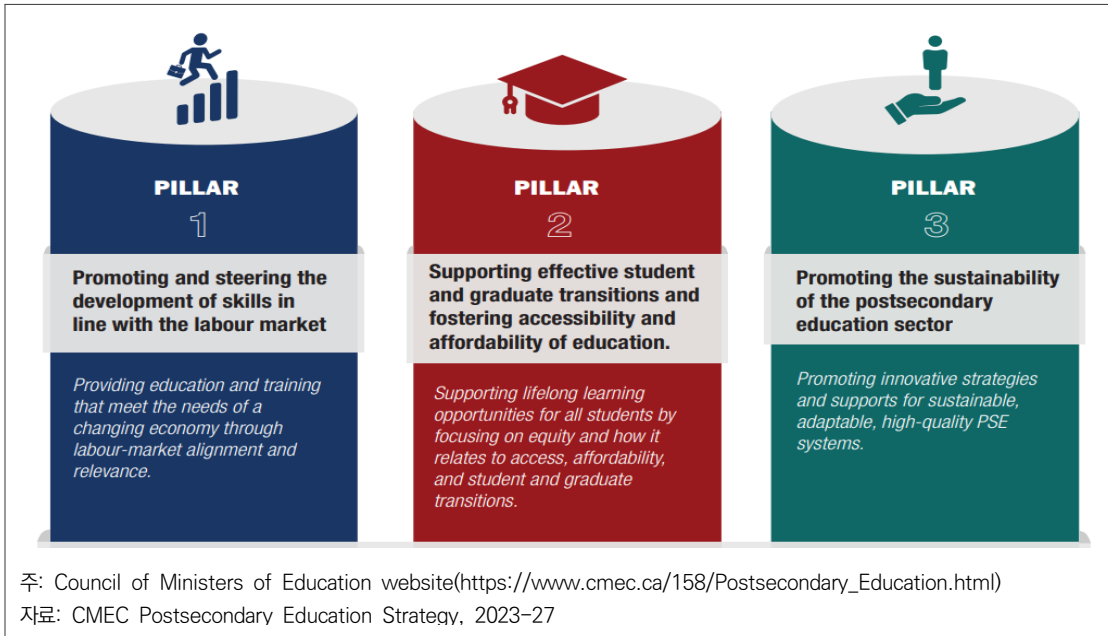 PILLAR
1
Promoting and steering the
development of skills in
line with the labour market
Providing education and training
that meet the needs of a
changing economy through
labour-market alignment and
relevance.
PILLAR
2
Supporting effective student
and graduate transitions and
fostering accessibility and
affordability of education.
Supporting lifelong learning
opportunities for all students by
focusing on equity and how it
relates to access, affordability,
and student and graduate
transitions.
PILLAR
3
Promoting the sustainability
of the postsecondary
education sector
Promoting innovative strategies
and supports for sustainable,
adaptable, high-quality PSE
systems.
주: Council of Ministers of Education website(https://www.cmec.ca/158/Postsecondary_Education.html)
자료: CMEC Postsecondary Education Strategy, 2023-27